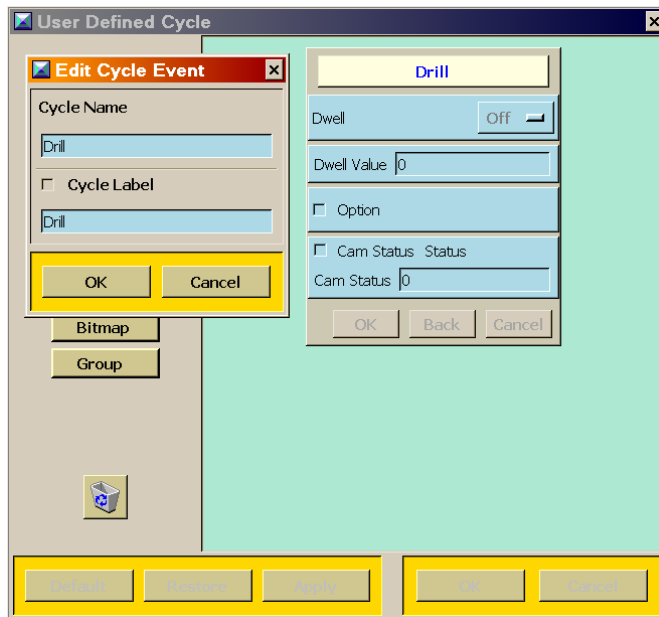 User Defined Cycle
Edit Cycle Event
Cycle Name
Drill
Cycle Label
Drill
OK
Cancel
Bitmap
Group
Drill
Dwell
Off
Dwell Value 0
Option
Cam Status Status
Cam Status 0
OK
Back
Cancel
Default
Restore
Apply
OK
Cancel